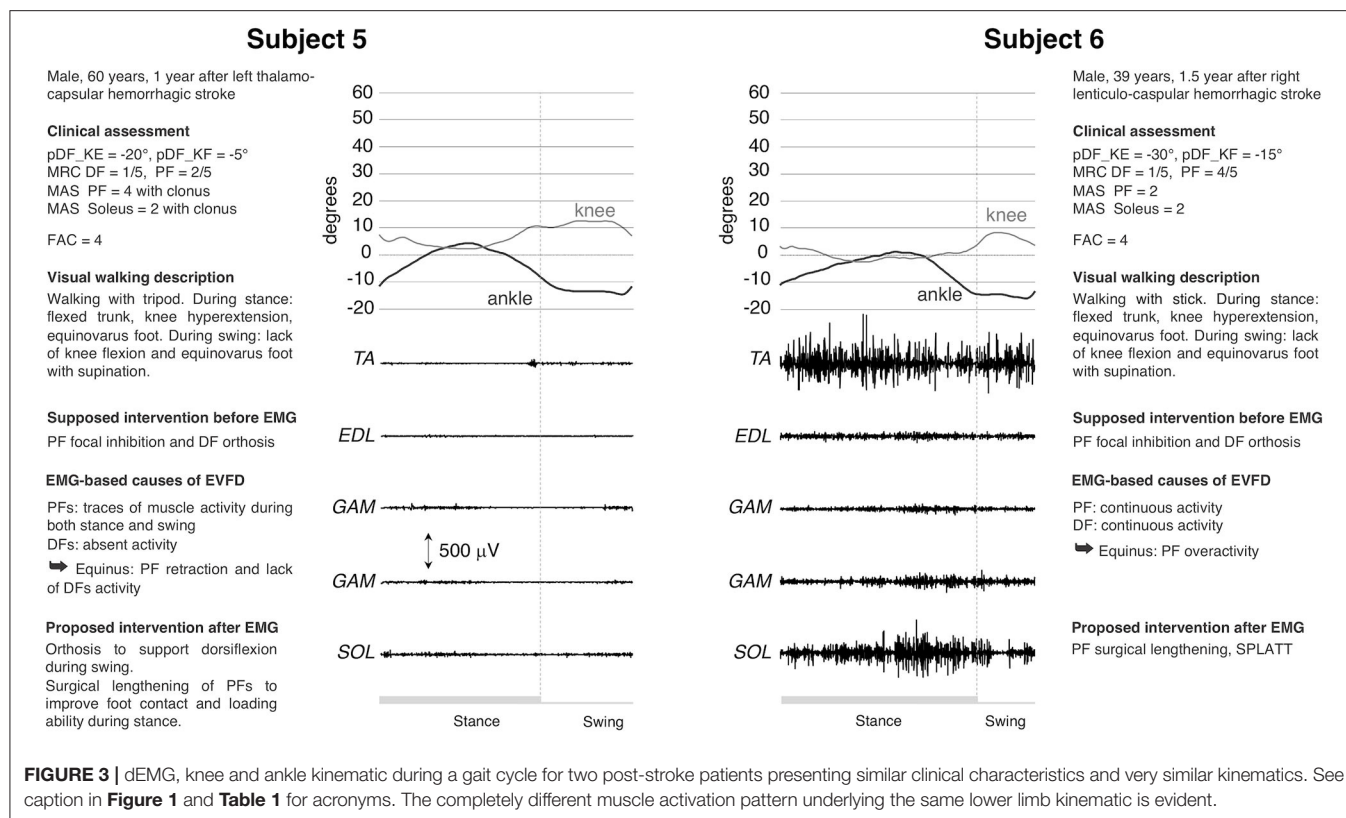 Subject 5
Male, 60 years, 1 year after left thalamo-
capsular hemorrhagic stroke
Clinical assessment
pDF_KE = -20°, pDF_KF = -5°
MRC DF = 1/5, PF = 2/5
MAS PF = 4 with clonus
MAS Soleus = 2 with clonus
FAC = 4
Visual walking description
Walking with tripod. During stance:
flexed trunk, knee hyperextension,
equinovarus foot. During swing: lack
of knee flexion and equinovarus foot
with supination.
Supposed intervention before EMG
PF focal inhibition and DF orthosis
EMG-based causes of EVFD
PFs: traces of muscle activity during
both stance and swing
DFs: absent activity
➥ Equinus: PF retraction and lack
of DFs activity
Proposed intervention after EMG
Orthosis to support dorsiflexion
during swing.
Surgical lengthening of PFs to
improve foot contact and loading
ability during stance.
degrees
60
50
40
30
20
10
0
-10
-20
knee
ankle
TA
EDL
GAM
500 µV
GAM
SOL
Stance
Swing
Subject 6
degrees
60
50
40
30
20
10
0
-10
-20
knee
ankle
TA
EDL
GAM
GAM
SOL
Stance
Swing
Male, 39 years, 1.5 year after right
lenticulo-caspular hemorrhagic stroke
Clinical assessment
pDF_KE = -30°, pDF_KF = -15°
MRC DF = 1/5, PF = 4/5
MAS PF = 2
MAS Soleus = 2
FAC = 4
Visual walking description
Walking with stick. During stance:
flexed trunk, knee hyperextension,
equinovarus foot. During swing: lack
of knee flexion and equinovarus foot
with supination.
Supposed intervention before EMG
PF focal inhibition and DF orthosis
EMG-based causes of EVFD
PF: continuous activity
DF: continuous activity
➥ Equinus: PF overactivity
Proposed intervention after EMG
PF surgical lengthening, SPLATT
FIGURE 3 | dEMG, knee and ankle kinematic during a gait cycle for two post-stroke patients presenting similar clinical characteristics and very similar kinematics. See
caption in Figure 1 and Table 1 for acronyms. The completely different muscle activation pattern underlying the same lower limb kinematic is evident.